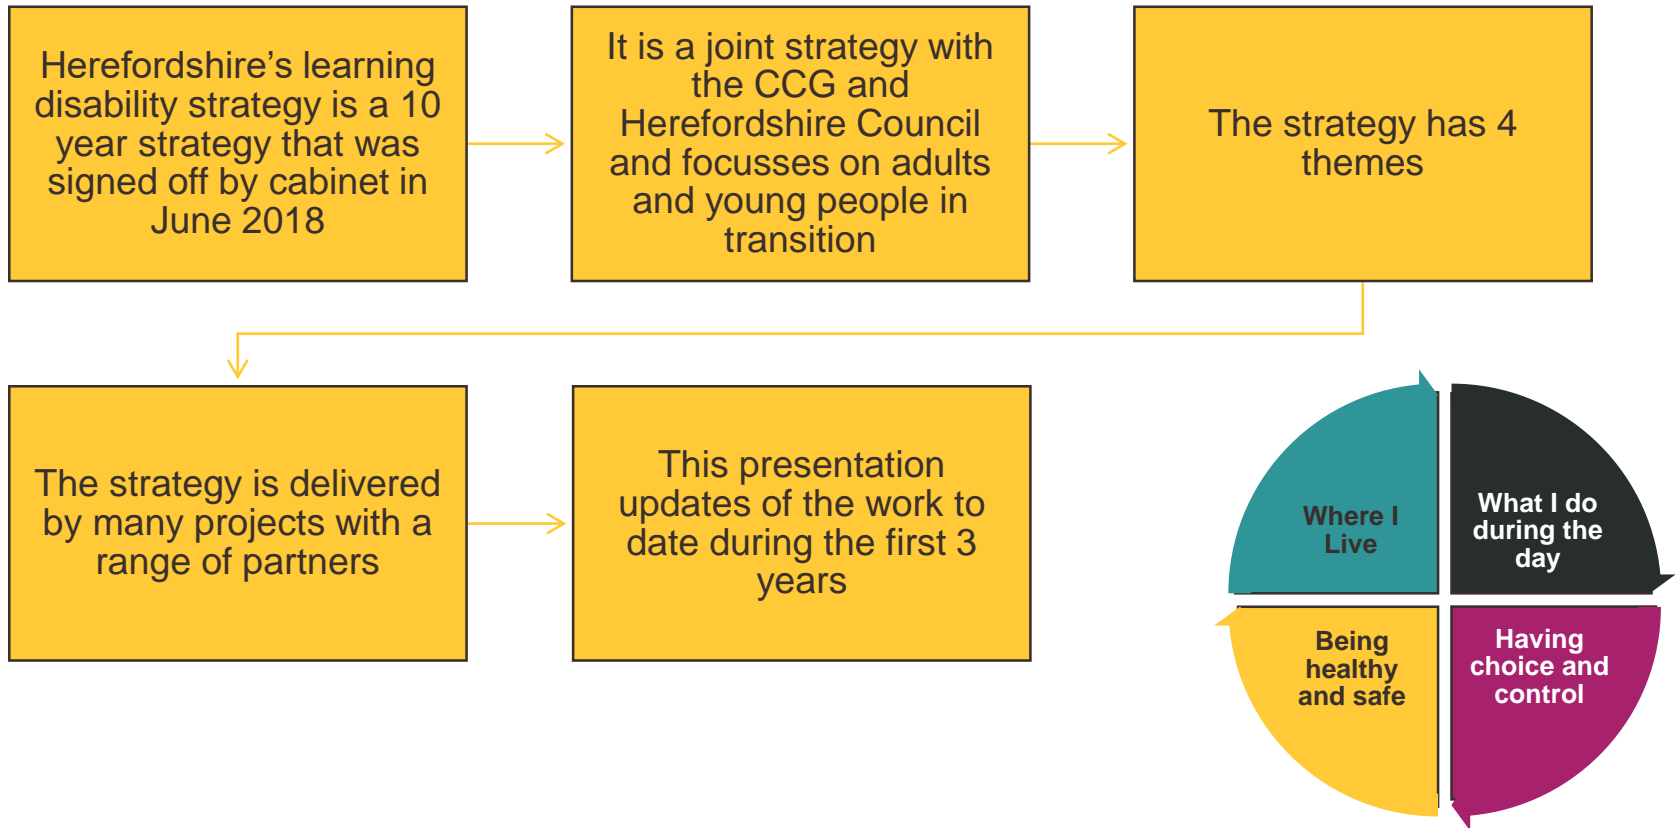 Herefordshire’s learning
disability strategy is a 10
year strategy that was
signed off by cabinet in
June 2018
It is a joint strategy with
the CCG and
Herefordshire Council
and focusses on adults
and young people in
transition
The strategy has 4
themes
The strategy is delivered
by many projects with a
range of partners
This presentation
updates of the work to
date during the first 3
years
Where I
Live
What I do
during the
day
Being
healthy
and safe
Having
choice and
control